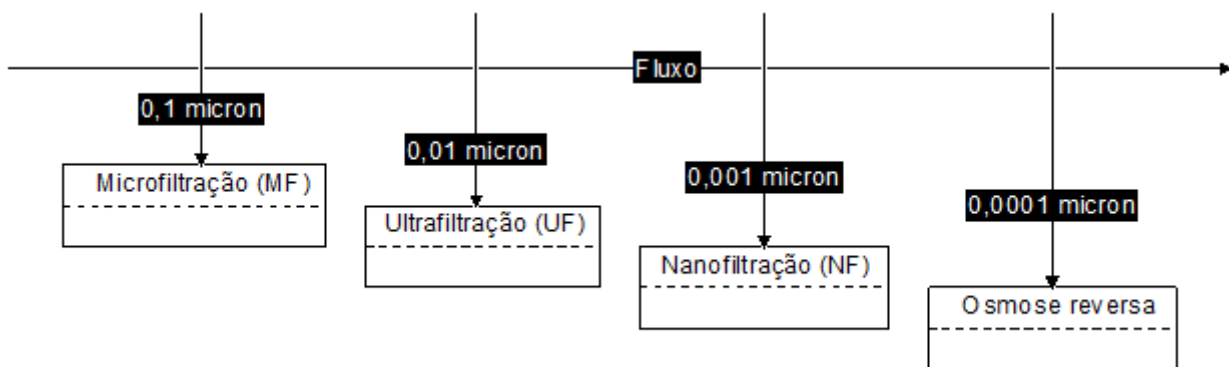 Fluxo
0,1 micron
0,01 micron
0,001 micron
0,0001 micron
Microfiltração (MF)
Ultrafiltração (UF)
Nanofiltração (NF)
Osmose reversa